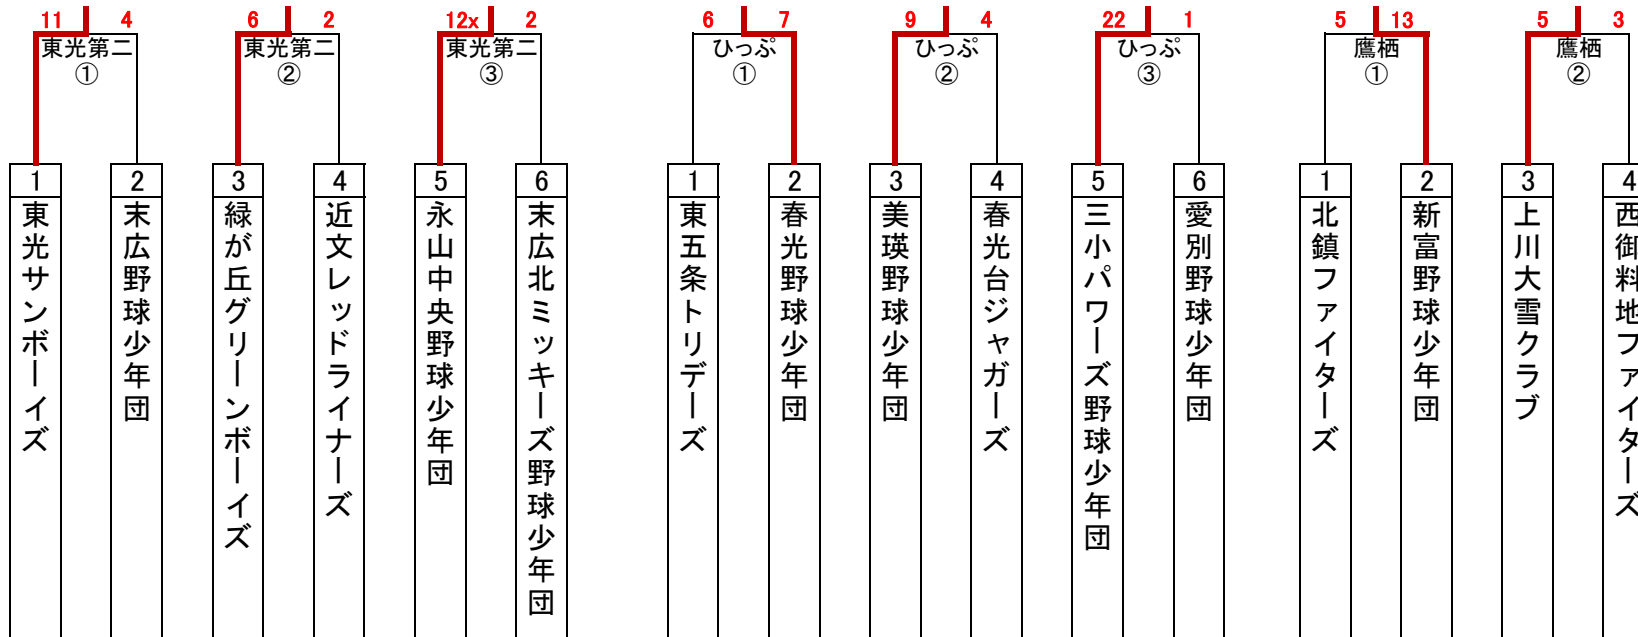 11 4 6 2 12x 2 6 7 9 4 22 1 5 13 5 3
東光第二 東光第二 東光第二 ひっぷ ひっぷ ひっぷ 鷹栖 鷹栖
① ② ③ ① ② ③ ① ②
1 2 3 4 5 6 1 2 3 4 5 6 1 2 3 4
東光サンボーイズ
末広野球少年団
緑が丘グリーンボーイズ
近文レッドライナーズ
永山中央野球少年団
末広北ミッキーズ野球少年団
東五条トリデーズ
春光野球少年団
美瑛野球少年団
春光台ジャガーズ
三小パワーズ野球少年団
愛別野球少年団
北鎮ファイターズ
新富野球少年団
上川大雪クラブ
西御料地ファイターズ